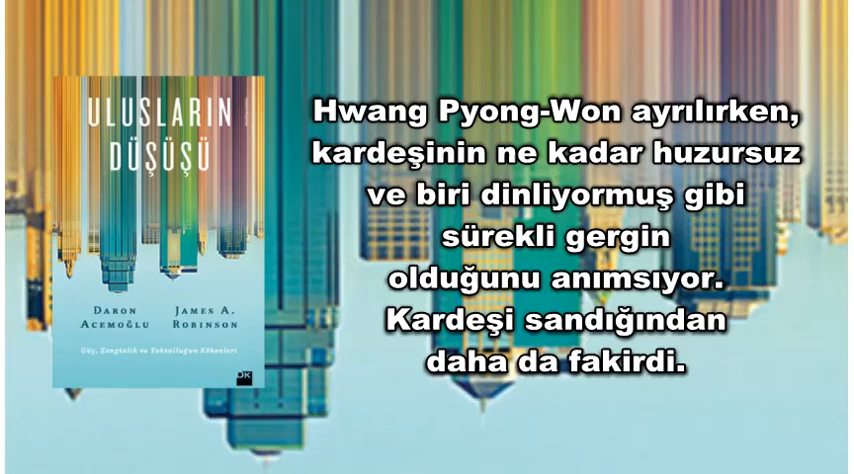 ULUSLARIN
DÜŞÜŞÜ
DARON
ACEMOĞLU
JAMES A.
ROBINSON
Güç, Zenginlik ve Yoksulluğun Kökenleri
DK
Hwang Pyong-Won ayrılırken,
kardeşinin ne kadar huzursuz
ve biri dinliyormuş gibi
sürekli gergin
olduğunu anımsıyor.
Kardeşi sandığından
daha da fakirdi.